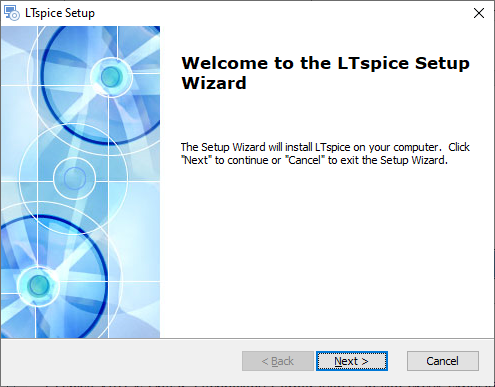 LTspice Setup
Welcome to the LTspice Setup
Wizard
The Setup Wizard will install LTspice on your computer. Click
"Next" to continue or "Cancel" to exit the Setup Wizard.
< Back
Next >
Cancel